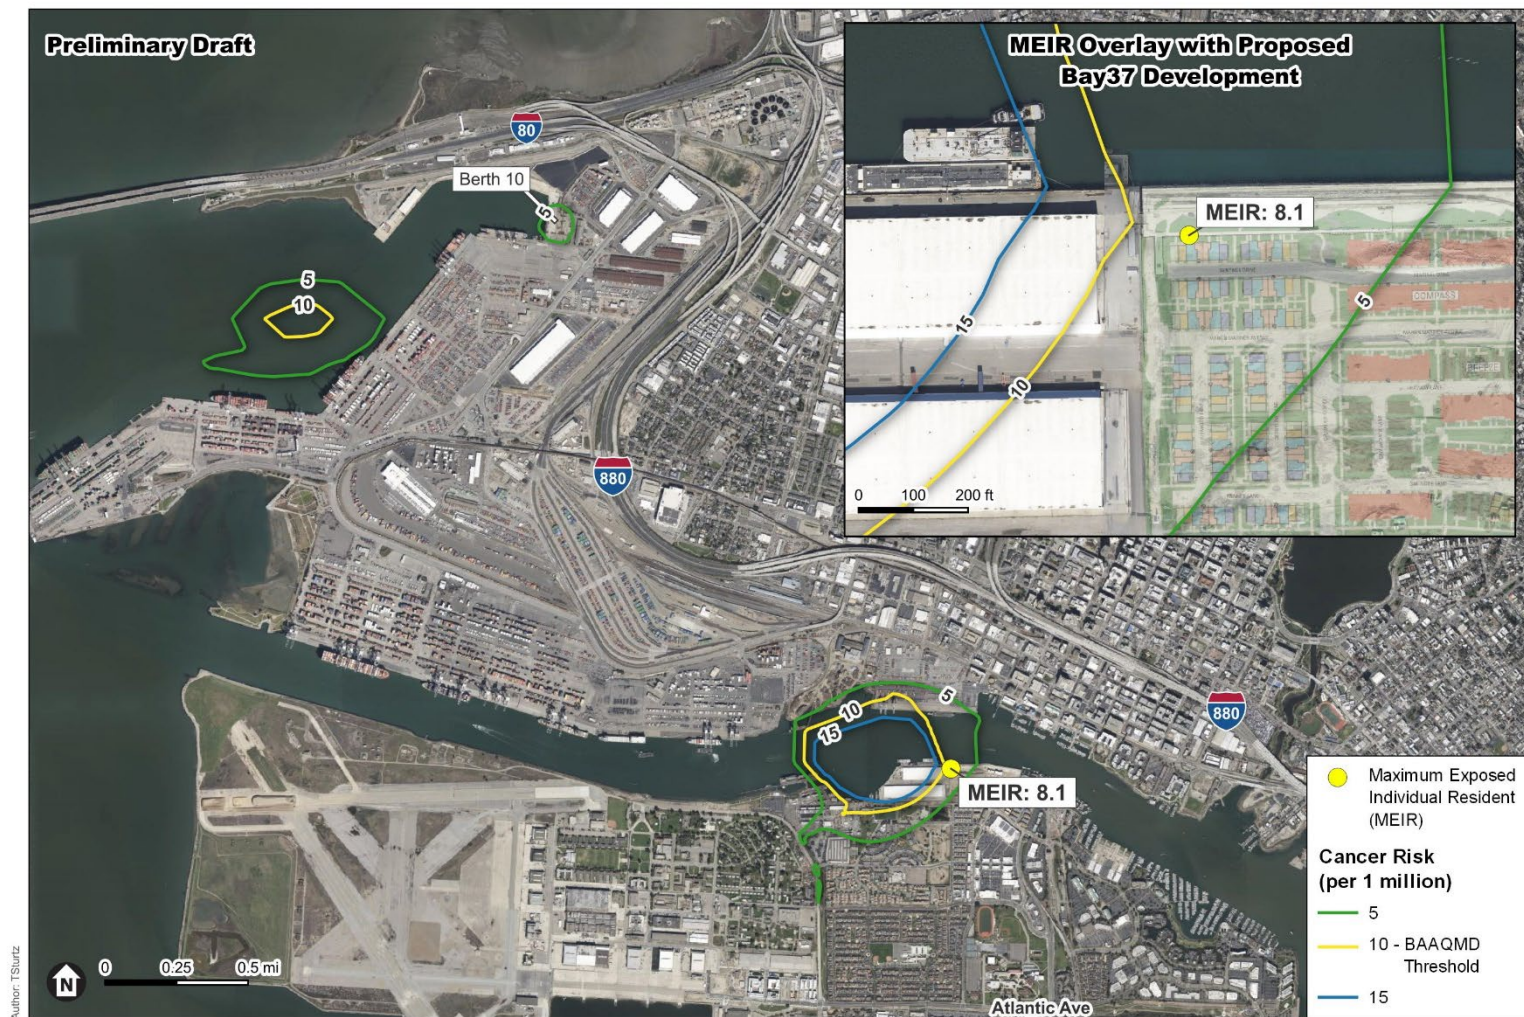 Preliminary Draft
MEIR Overlay with Proposed
Bay37 Development
80
Berth 10
5
5
10
880
MEIR: 8.1
15
10
5
COMPASS
0 100 200 ft
5
10
15
MEIR: 8.1
880
Maximum Exposed
Individual Resident
(MEIR)
Cancer Risk
(per 1 million)
5
10 - BAAQMD
Threshold
15
N
0 0.25 0.5 mi
Atlantic Ave
Author: TSturtz